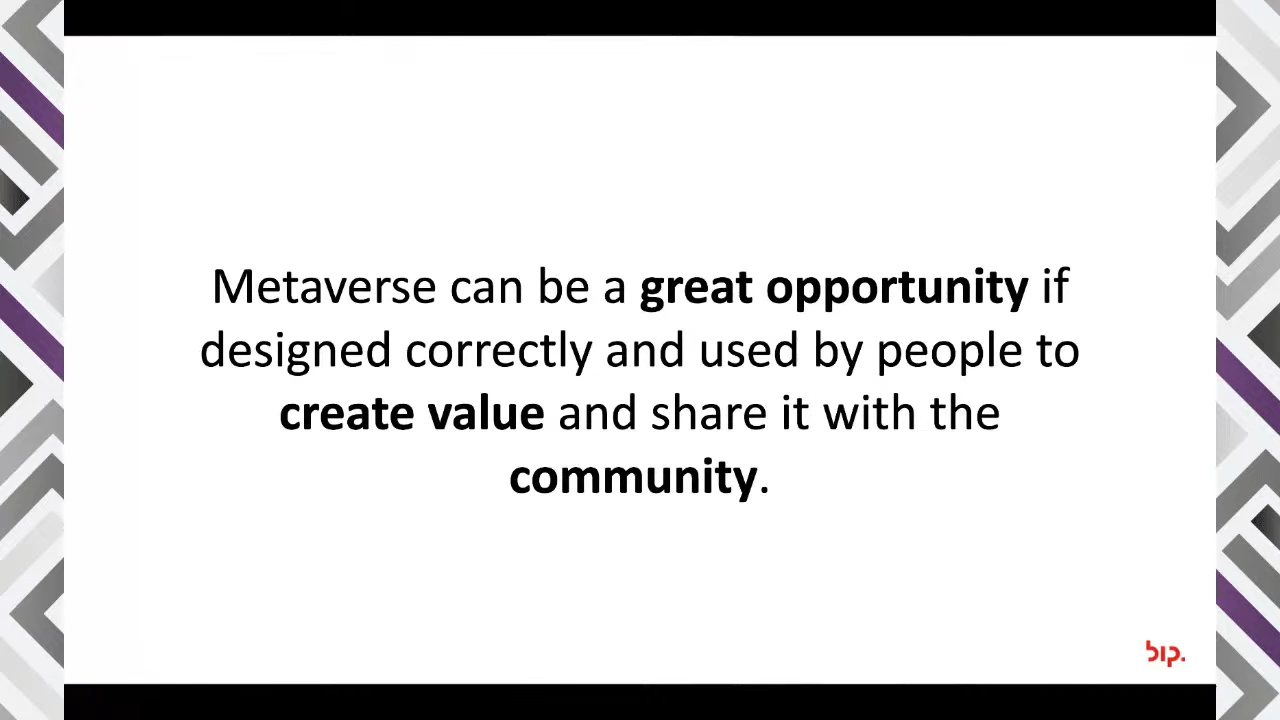 Metaverse can be a great opportunity if
designed correctly and used by people to
create value and share it with the
community.
bip.